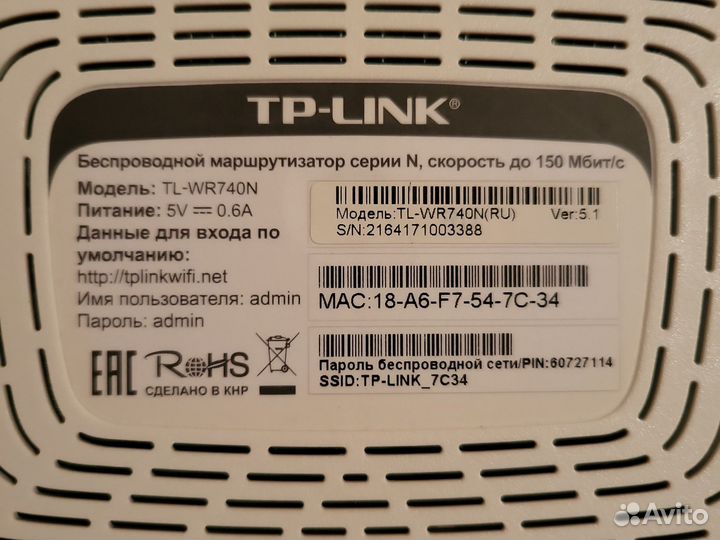 TP-LINK®
Беспроводной маршрутизатор серии N, скорость до 150 Мбит/с
Модель: TL-WR740N
Питание: 5V 0.6A
Данные для входа по
умолчанию:
http://tplinkwifi.net
Имя пользователя: admin
Пароль: admin
EAC RoHS
СДЕЛАНО В КНР
Модель:TL-WR740N(RU) Ver:5.1
S/N:2164171003388
MAC:18-A6-F7-54-7C-34
Пароль беспроводной сети/PIN:60727114
SSID:TP-LINK_7C34
Avito